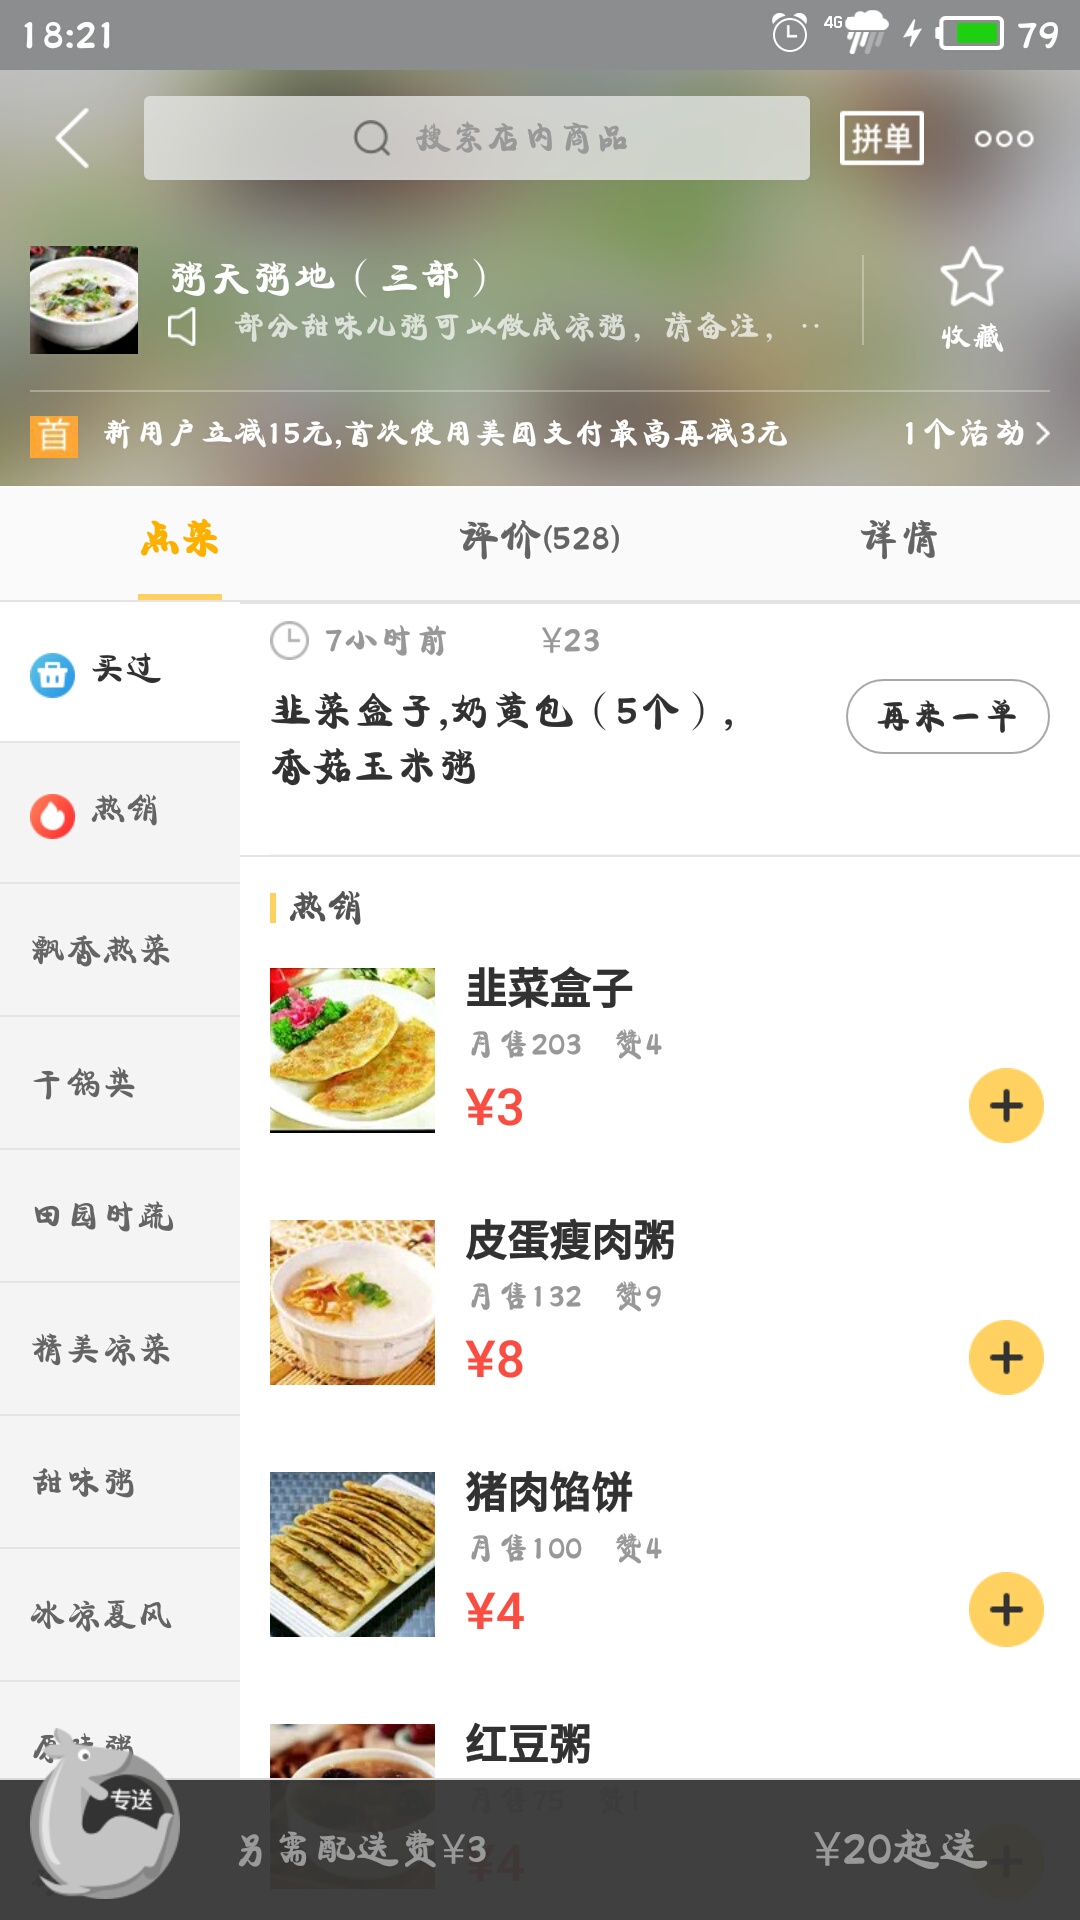 18:21
4G
79
搜索店内商品
拼单
粥天粥地（三部）
部分甜味儿粥可以做成凉粥，请备注，··
收藏
首 新用户立减15元,首次使用美团支付最高再减3元
1个活动
点菜
评价(528)
详情
买过
热销
飘香热菜
干锅类
田园时蔬
精美凉菜
甜味粥
冰凉夏风
原味粥
7小时前 ¥23
韭菜盒子,奶黄包（5个）,
香菇玉米粥
再来一单
热销
韭菜盒子
月售203 赞4
¥3
皮蛋瘦肉粥
月售132 赞9
¥8
猪肉馅饼
月售100 赞4
¥4
红豆粥
月售75 赞1
¥4
专送
另需配送费¥3
¥20起送